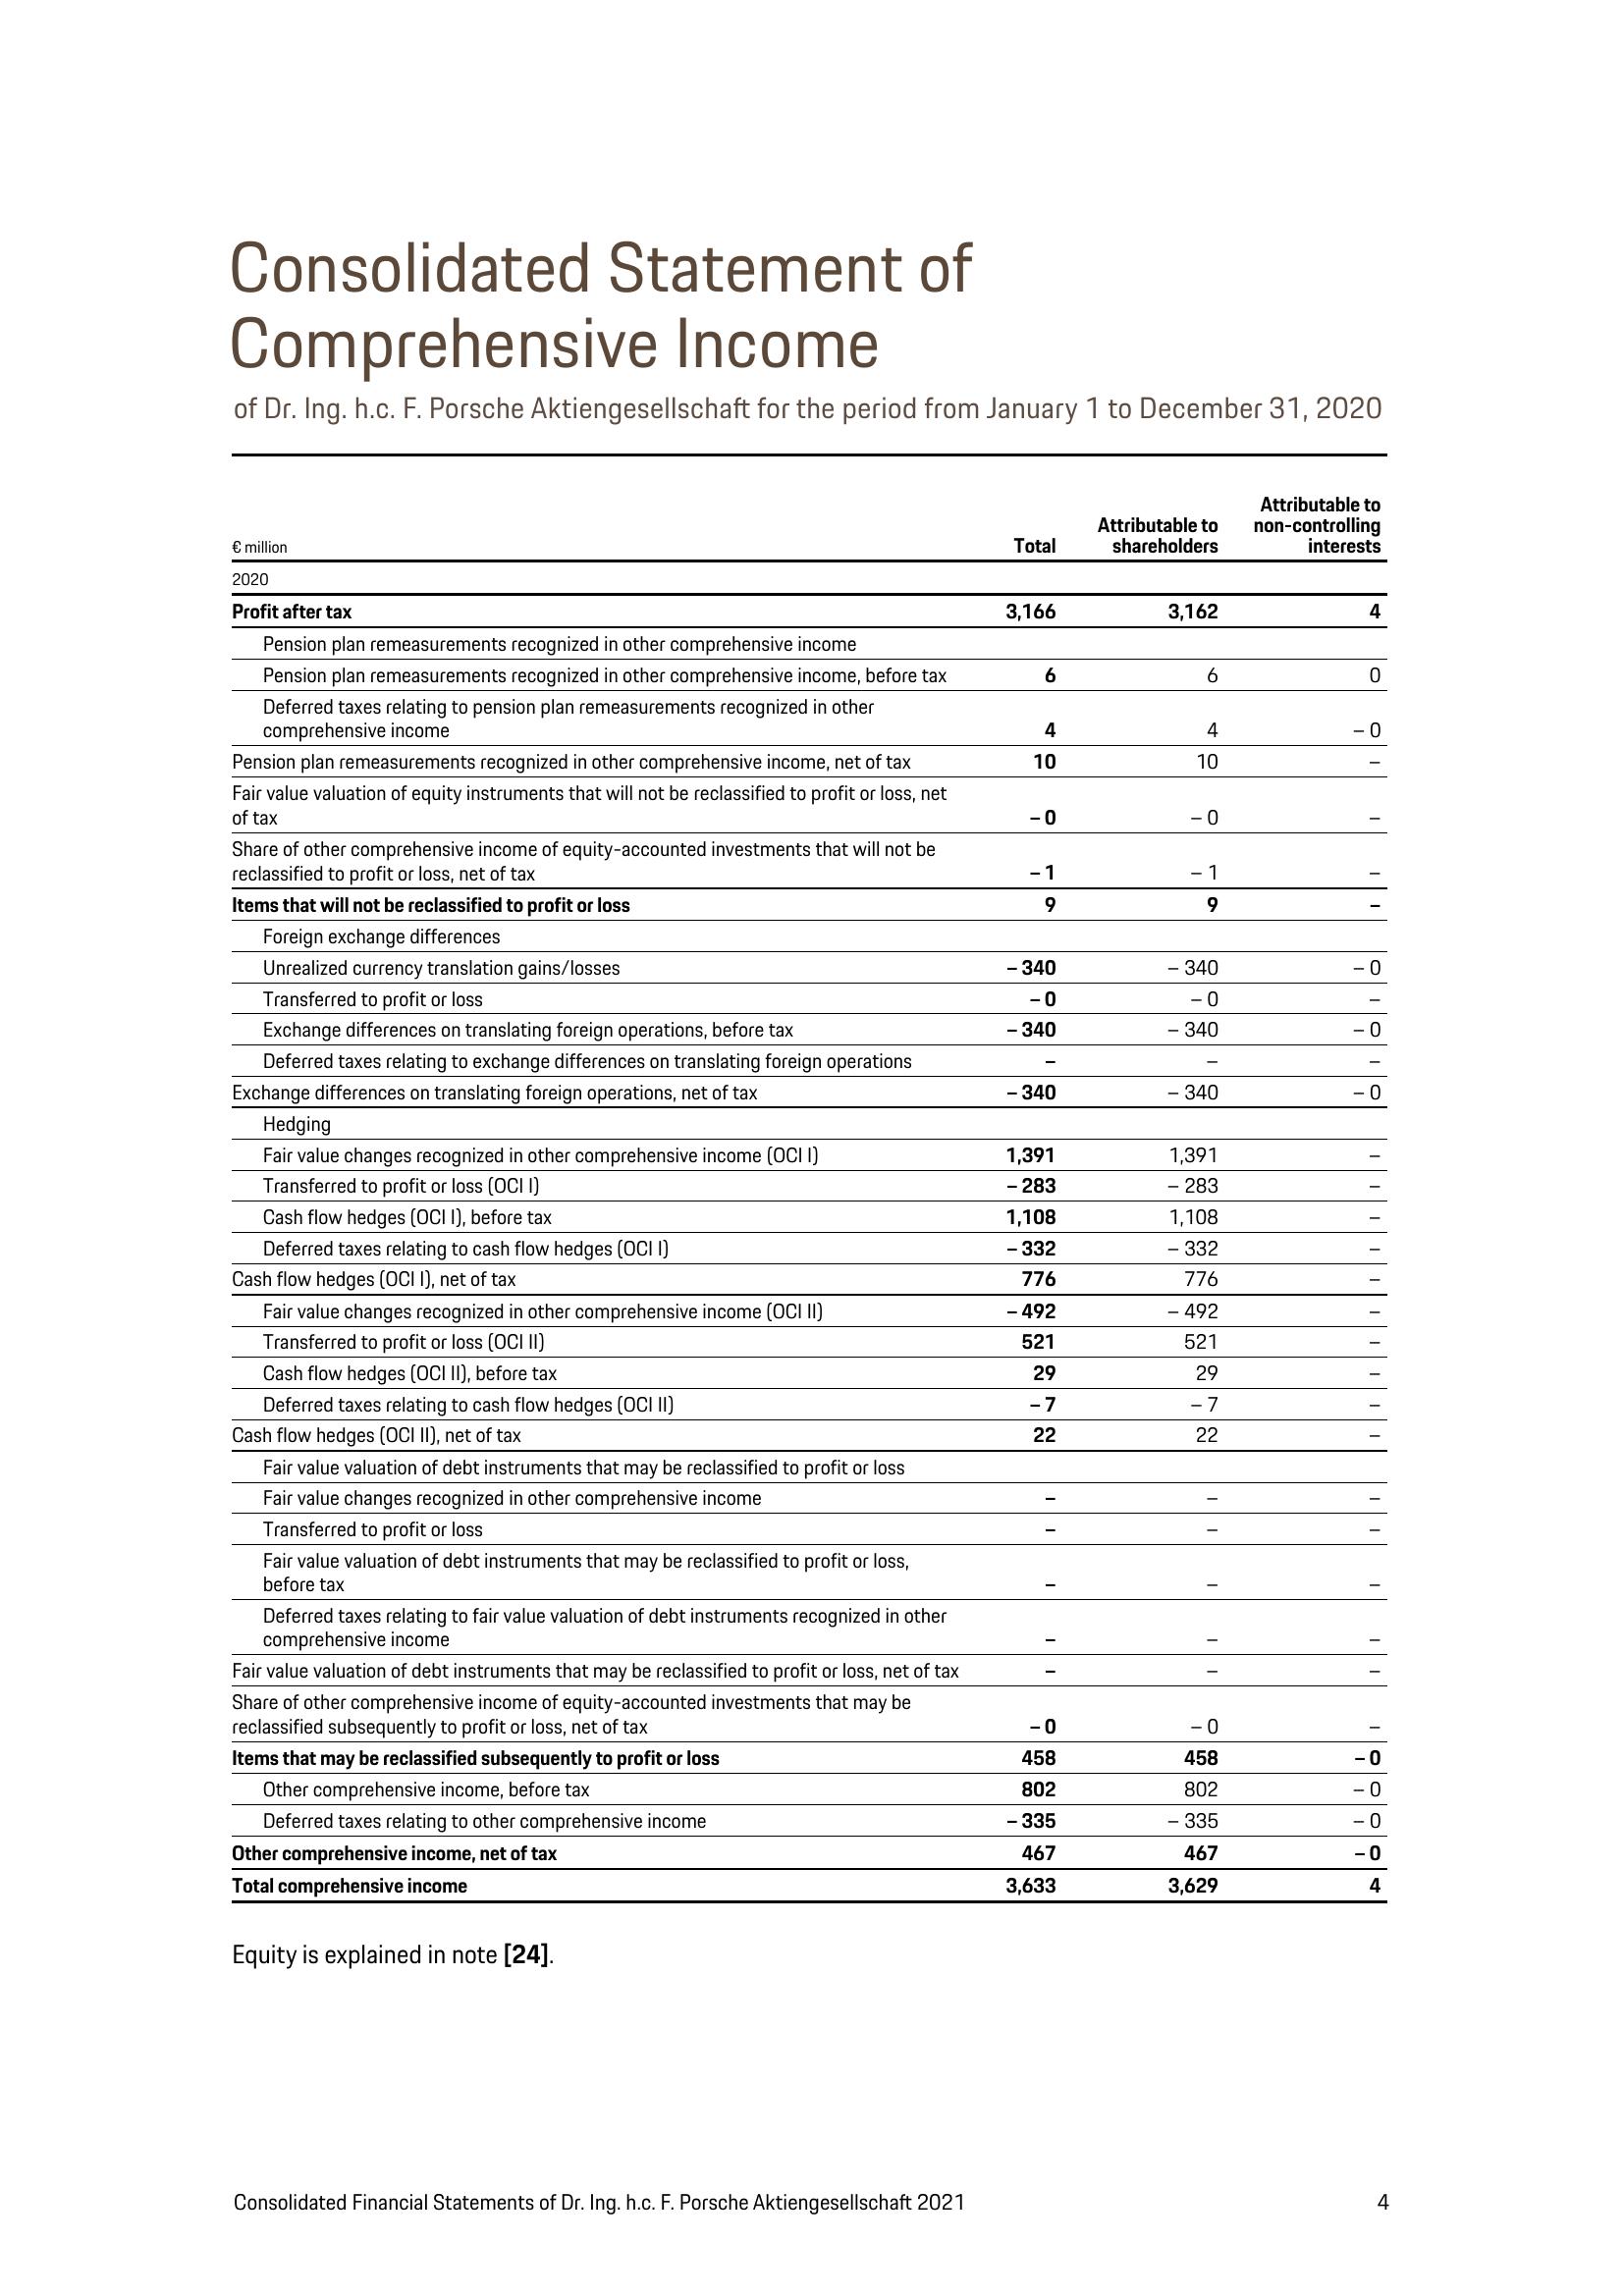 Consolidated Statement of
Comprehensive Income
of Dr. Ing. h.c. F. Porsche Aktiengesellschaft for the period from January 1 to December 31, 2020
€ million Total Attributable to shareholders Attributable to non-controlling interests
2020
Profit after tax 3,166 3,162 4
Pension plan remeasurements recognized in other comprehensive income
Pension plan remeasurements recognized in other comprehensive income, before tax 6 6 0
Deferred taxes relating to pension plan remeasurements recognized in other
comprehensive income 4 4 – 0
Pension plan remeasurements recognized in other comprehensive income, net of tax 10 10 –
Fair value valuation of equity instruments that will not be reclassified to profit or loss, net
of tax – 0 – 0 –
Share of other comprehensive income of equity-accounted investments that will not be
reclassified to profit or loss, net of tax – 1 – 1 –
Items that will not be reclassified to profit or loss 9 9 –
Foreign exchange differences
Unrealized currency translation gains/losses – 340 – 340 – 0
Transferred to profit or loss – 0 – 0 –
Exchange differences on translating foreign operations, before tax – 340 – 340 – 0
Deferred taxes relating to exchange differences on translating foreign operations – – –
Exchange differences on translating foreign operations, net of tax – 340 – 340 – 0
Hedging
Fair value changes recognized in other comprehensive income (OCI I) 1,391 1,391 –
Transferred to profit or loss (OCI I) – 283 – 283 –
Cash flow hedges (OCI I), before tax 1,108 1,108 –
Deferred taxes relating to cash flow hedges (OCI I) – 332 – 332 –
Cash flow hedges (OCI I), net of tax 776 776 –
Fair value changes recognized in other comprehensive income (OCI II) – 492 – 492 –
Transferred to profit or loss (OCI II) 521 521 –
Cash flow hedges (OCI II), before tax 29 29 –
Deferred taxes relating to cash flow hedges (OCI II) – 7 – 7 –
Cash flow hedges (OCI II), net of tax 22 22 –
Fair value valuation of debt instruments that may be reclassified to profit or loss
Fair value changes recognized in other comprehensive income – – –
Transferred to profit or loss – – –
Fair value valuation of debt instruments that may be reclassified to profit or loss,
before tax – – –
Deferred taxes relating to fair value valuation of debt instruments recognized in other
comprehensive income – – –
Fair value valuation of debt instruments that may be reclassified to profit or loss, net of tax – – –
Share of other comprehensive income of equity-accounted investments that may be
reclassified subsequently to profit or loss, net of tax – 0 – 0 –
Items that may be reclassified subsequently to profit or loss 458 458 – 0
Other comprehensive income, before tax 802 802 – 0
Deferred taxes relating to other comprehensive income – 335 – 335 – 0
Other comprehensive income, net of tax 467 467 – 0
Total comprehensive income 3,633 3,629 4
Equity is explained in note [24].
Consolidated Financial Statements of Dr. Ing. h.c. F. Porsche Aktiengesellschaft 2021 4